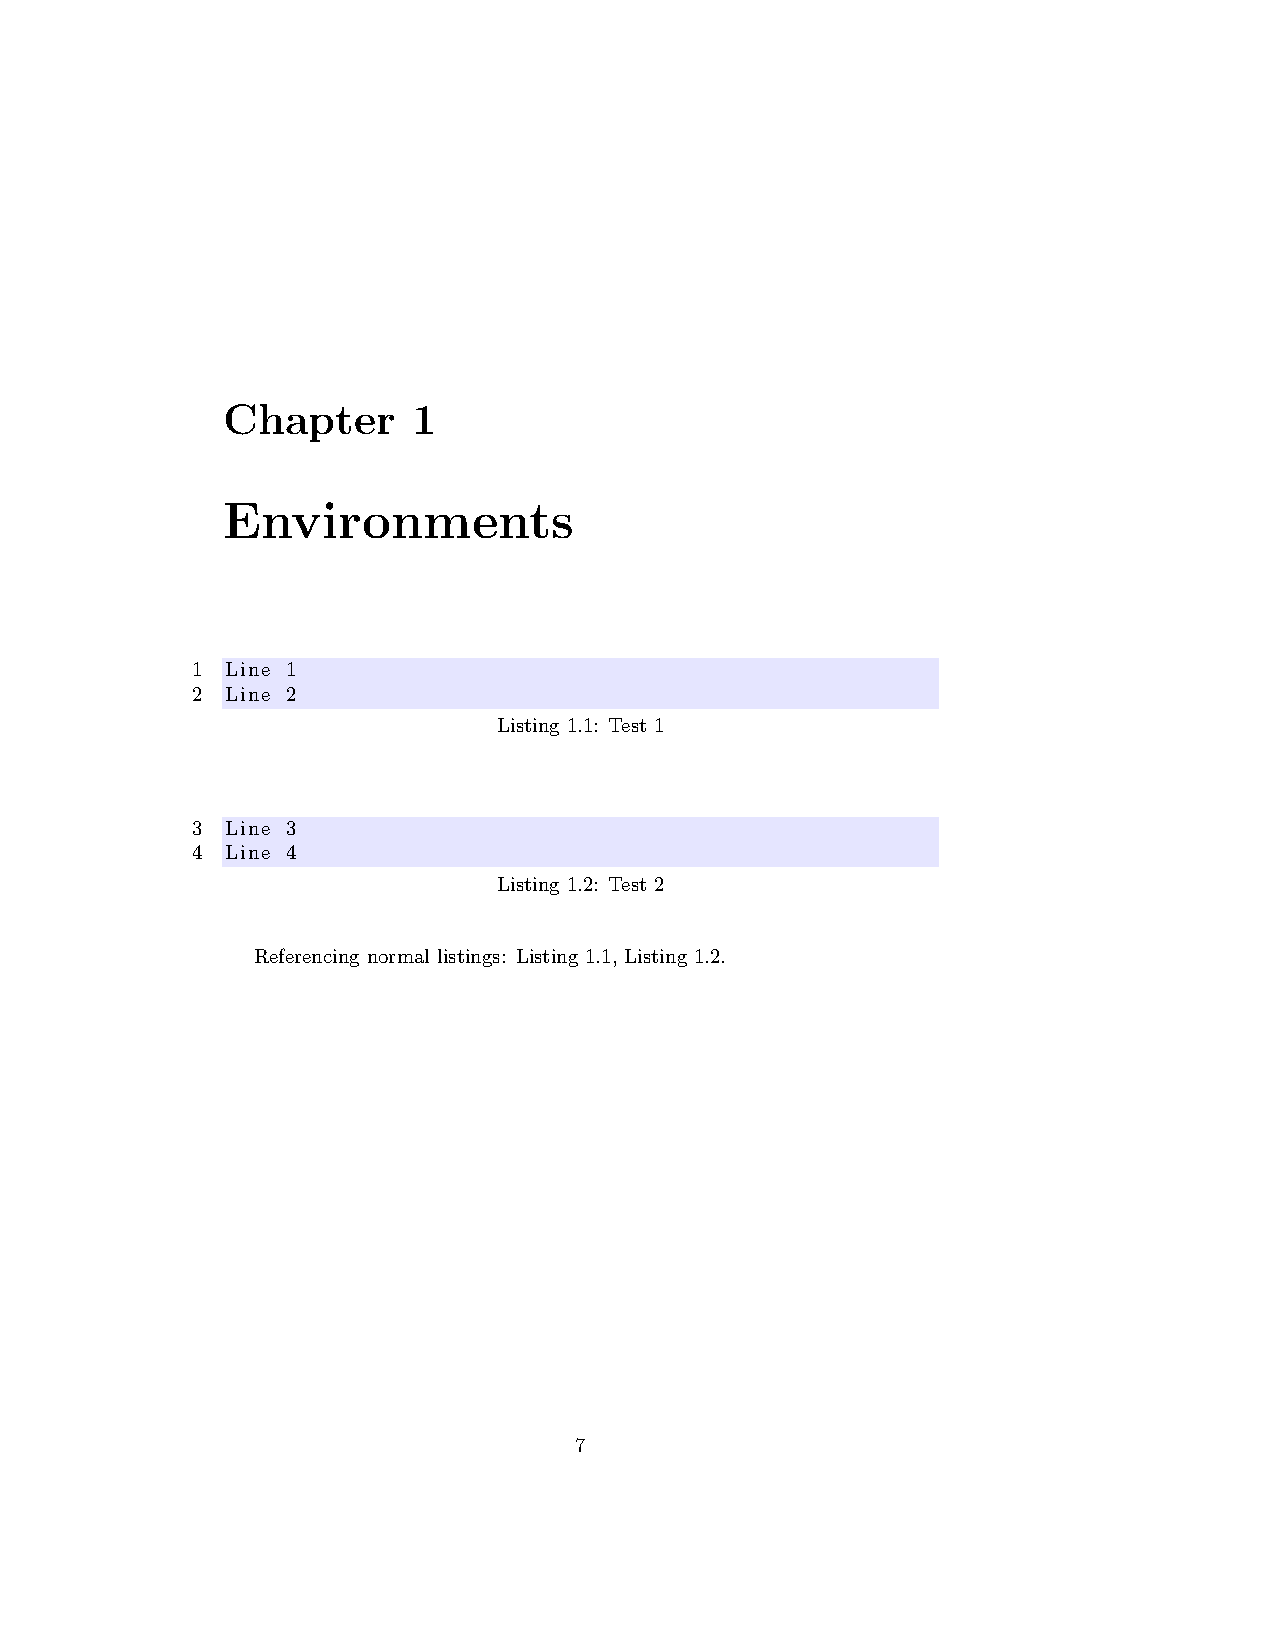 Chapter 1
Environments
1 Line 1
2 Line 2
Listing 1.1: Test 1
3 Line 3
4 Line 4
Listing 1.2: Test 2
Referencing normal listings: Listing 1.1, Listing 1.2.
7